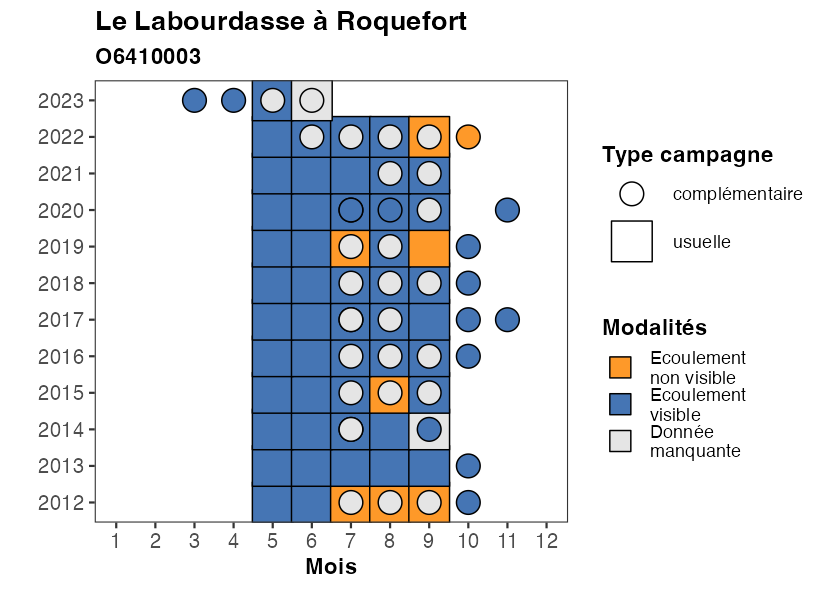 Le Labourdasse à Roquefort
O6410003
2023
2022
2021
2020
2019
2018
2017
2016
2015
2014
2013
2012
1 2 3 4 5 6 7 8 9 10 11 12
Mois
Type campagne
complémentaire
usuelle
Modalités
Ecoulement
non visible
Ecoulement
visible
Donnée
manquante